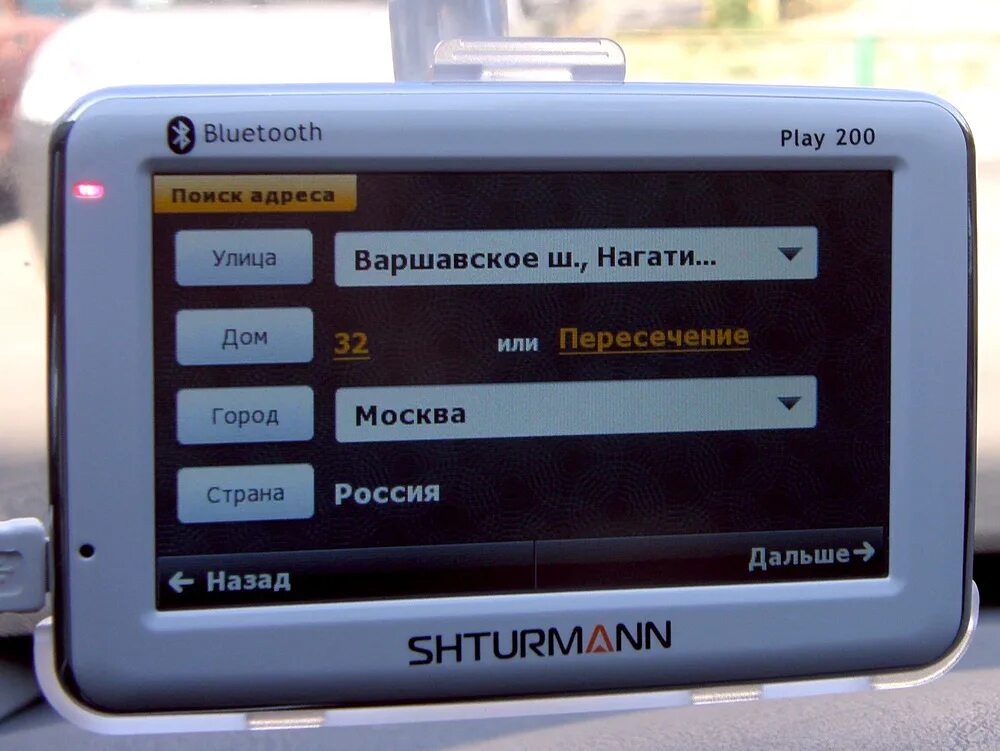 Bluetooth
Play 200
Поиск адреса
Улица Варшавское ш., Нагати...
Дом 32 или Пересечение
Город Москва
Страна Россия
← Назад Дальше→
SHTURMANN